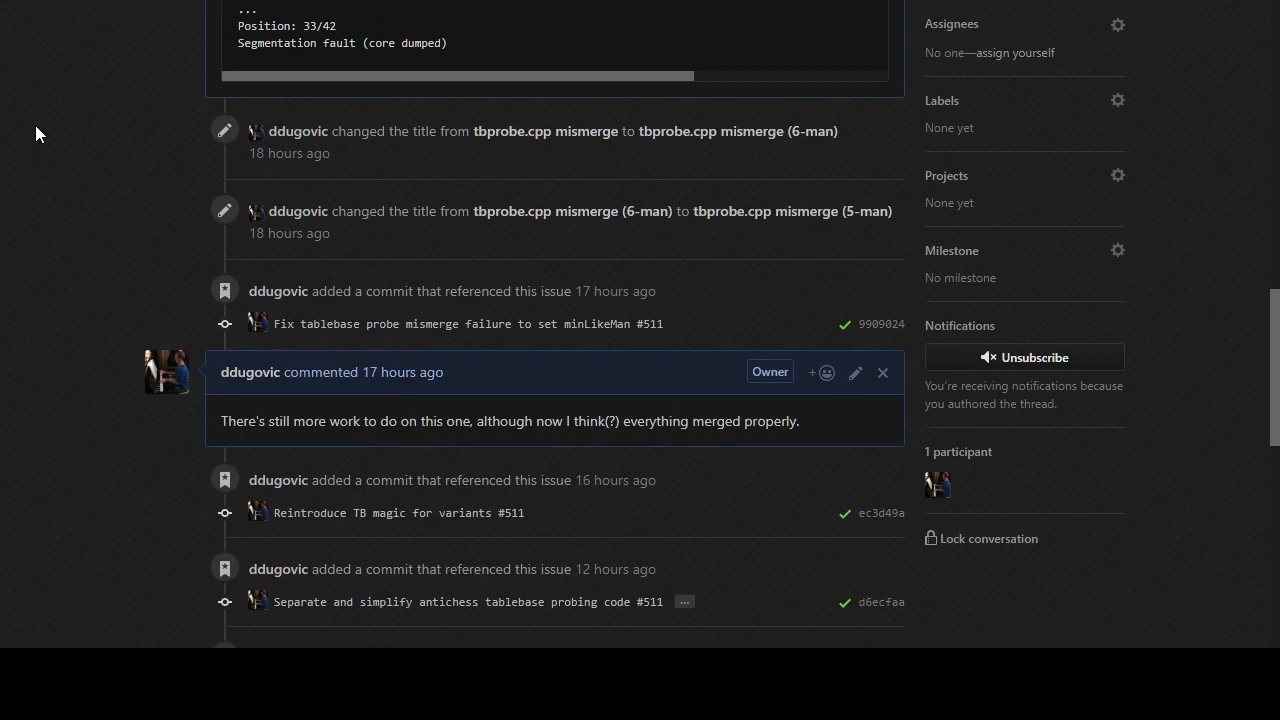 ...
Position: 33/42
Segmentation fault (core dumped)
ddugovic changed the title from tbprobe.cpp mismerge to tbprobe.cpp mismerge (6-man)
18 hours ago
ddugovic changed the title from tbprobe.cpp mismerge (6-man) to tbprobe.cpp mismerge (5-man)
18 hours ago
ddugovic added a commit that referenced this issue 17 hours ago
Fix tablebase probe mismerge failure to set minLikeMan #511 9909024
ddugovic commented 17 hours ago Owner +
There's still more work to do on this one, although now I think(?) everything merged properly.
ddugovic added a commit that referenced this issue 16 hours ago
Reintroduce TB magic for variants #511 ec3d49a
ddugovic added a commit that referenced this issue 12 hours ago
Separate and simplify antichess tablebase probing code #511 ... d6ecfaa
Assignees
No one—assign yourself
Labels
None yet
Projects
None yet
Milestone
No milestone
Notifications
Unsubscribe
You're receiving notifications because
you authored the thread.
1 participant
Lock conversation